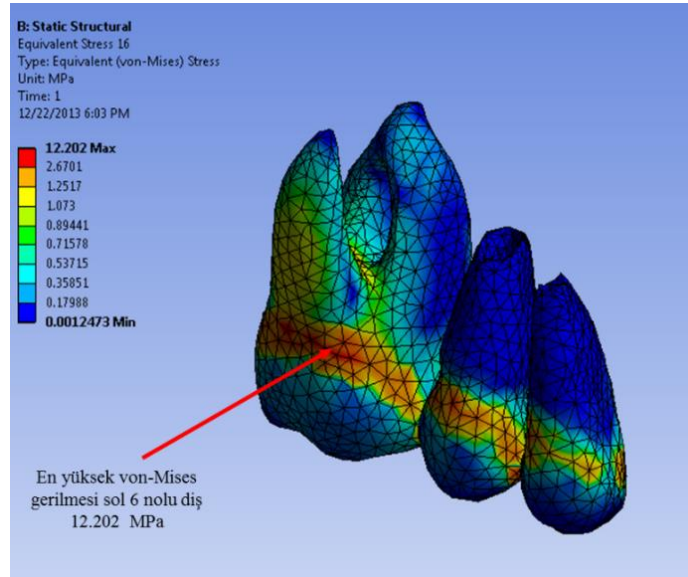 B: Static Structural
Equivalent Stress 16
Type: Equivalent (von-Mises) Stress
Unit: MPa
Time: 1
12/22/2013 6:03 PM
12.202 Max
2.6701
1.2517
1.073
0.89441
0.71578
0.53715
0.35851
0.17988
0.0012473 Min
En yüksek von-Mises
gerilmesi sol 6 nolu diş
12.202 MPa